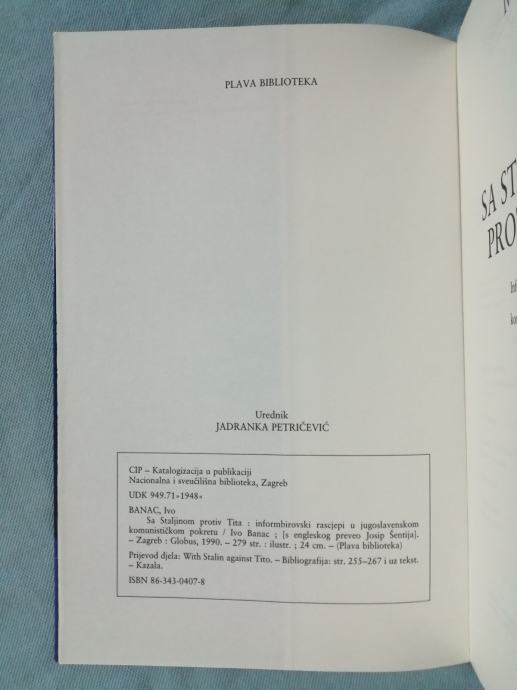 PLAVA BIBLIOTEKA
Urednik
JADRANKA PETRIČEVIĆ
CIP – Katalogizacija u publikaciji
Nacionalna i sveučilišna biblioteka, Zagreb
UDK 949.71»1948«
BANAC, Ivo
Sa Staljinom protiv Tita : informbirovski rascjepi u jugoslavenskom
komunističkom pokretu / Ivo Banac ; [s engleskog preveo Josip Šentija].
– Zagreb : Globus, 1990. – 279 str. : ilustr. ; 24 cm. – (Plava biblioteka)
Prijevod djela: With Stalin against Tito. – Bibliografija: str. 255–267 i uz tekst.
– Kazala.
ISBN 86-343-0407-8
SA ST
PRO